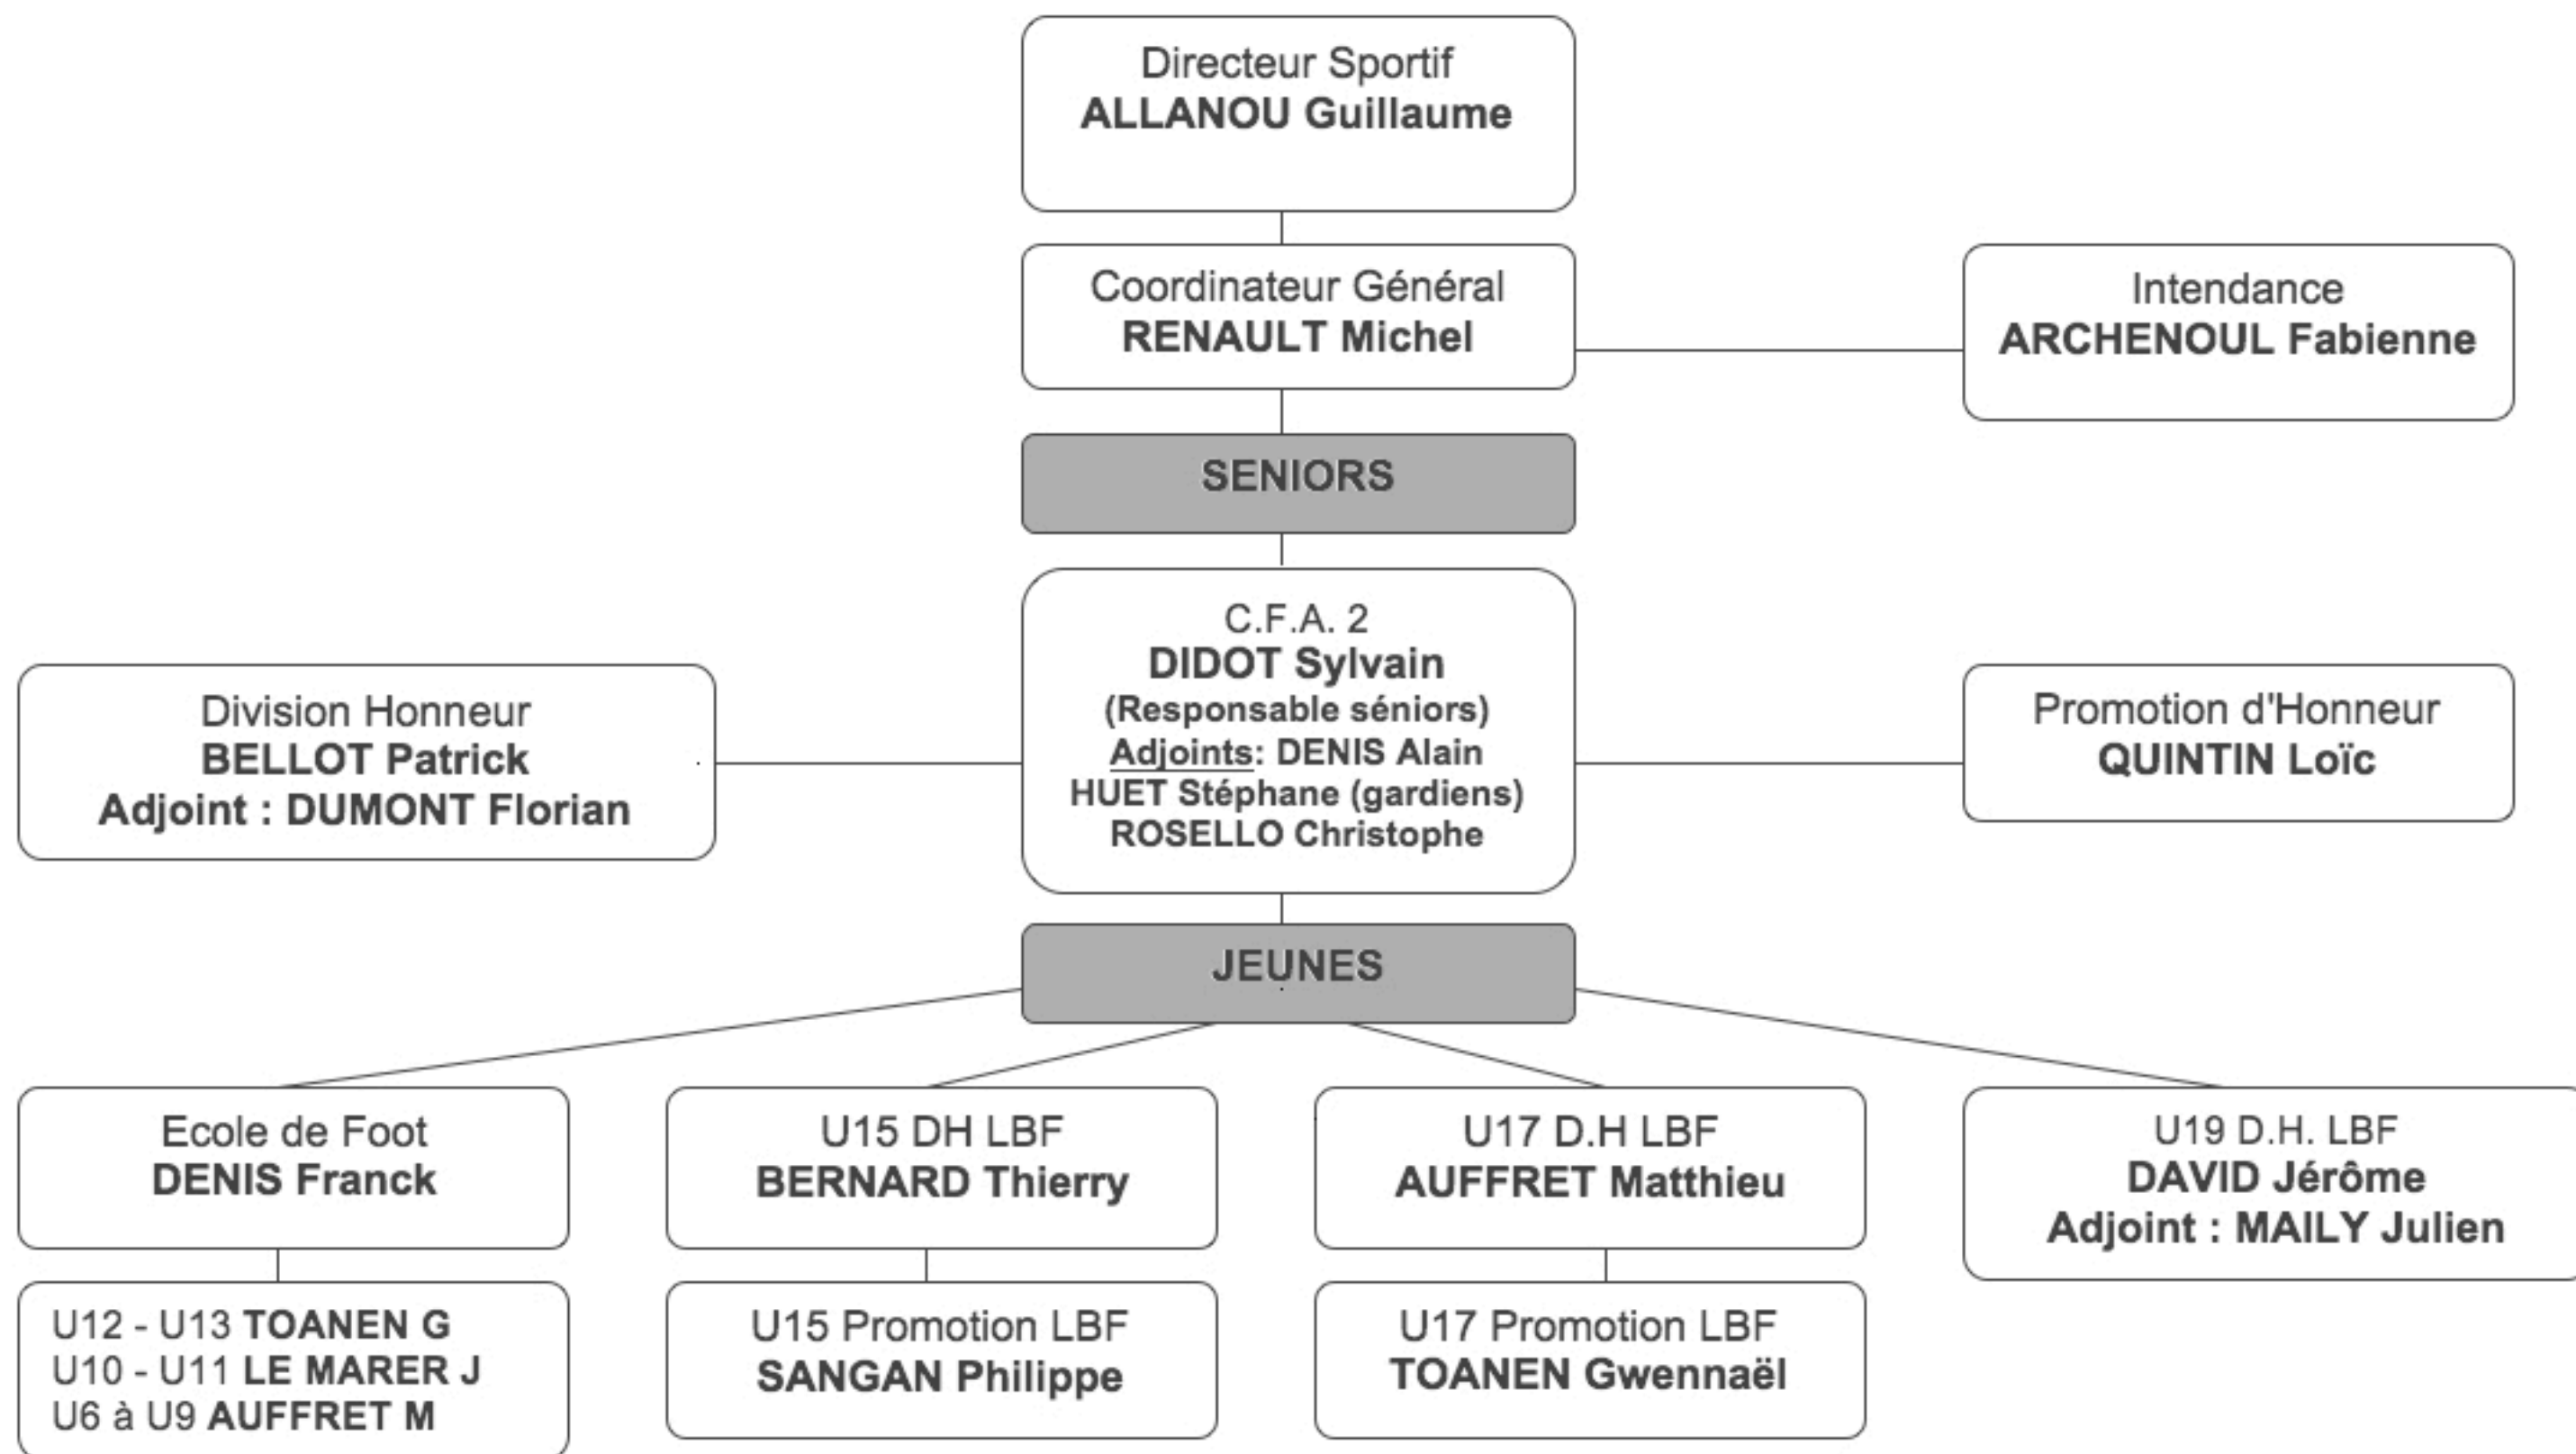 Directeur Sportif
ALLANOU Guillaume
Coordinateur Général
RENAULT Michel
Intendance
ARCHENOUL Fabienne
SENIORS
C.F.A. 2
DIDOT Sylvain
(Responsable séniors)
Adjoints: DENIS Alain
HUET Stéphane (gardiens)
ROSELLO Christophe
Division Honneur
BELLOT Patrick
Adjoint : DUMONT Florian
Promotion d'Honneur
QUINTIN Loïc
JEUNES
Ecole de Foot
DENIS Franck
U15 DH LBF
BERNARD Thierry
U17 D.H LBF
AUFFRET Matthieu
U19 D.H. LBF
DAVID Jérôme
Adjoint : MAILY Julien
U12 - U13 TOANEN G
U10 - U11 LE MARER J
U6 à U9 AUFFRET M
U15 Promotion LBF
SANGAN Philippe
U17 Promotion LBF
TOANEN Gwennaël